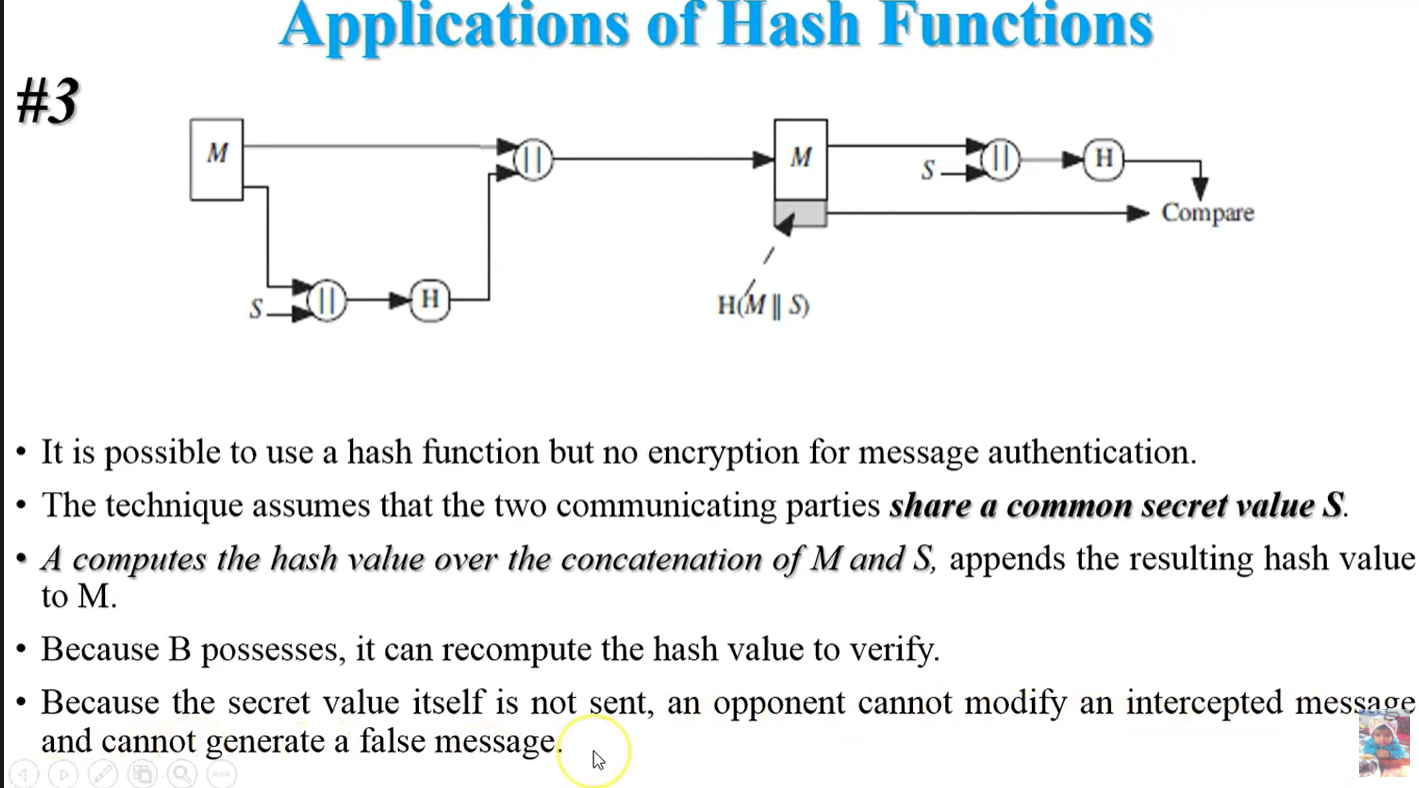 Applications of Hash Functions
#3
M
||
M
S
||
H
Compare
S
||
H
H(M || S)
• It is possible to use a hash function but no encryption for message authentication.
• The technique assumes that the two communicating parties share a common secret value S.
• A computes the hash value over the concatenation of M and S, appends the resulting hash value
to M.
• Because B possesses, it can recompute the hash value to verify.
• Because the secret value itself is not sent, an opponent cannot modify an intercepted message
and cannot generate a false message.